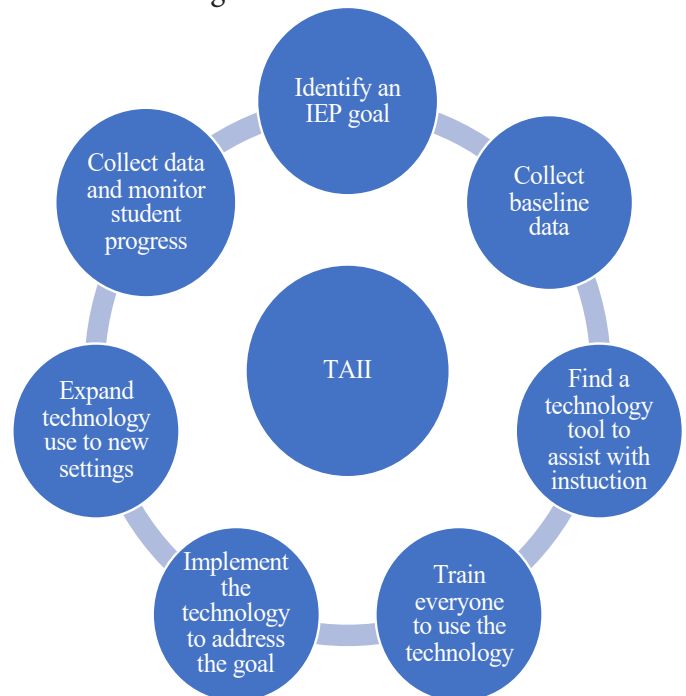 Identify an
IEP goal
Collect
baseline
data
Find a
technology
tool to
assist with
instuction
Train
everyone
to use the
technology
Implement
the
technology
to address
the goal
Expand
technology
use to new
settings
Collect data
and monitor
student
progress
TAII